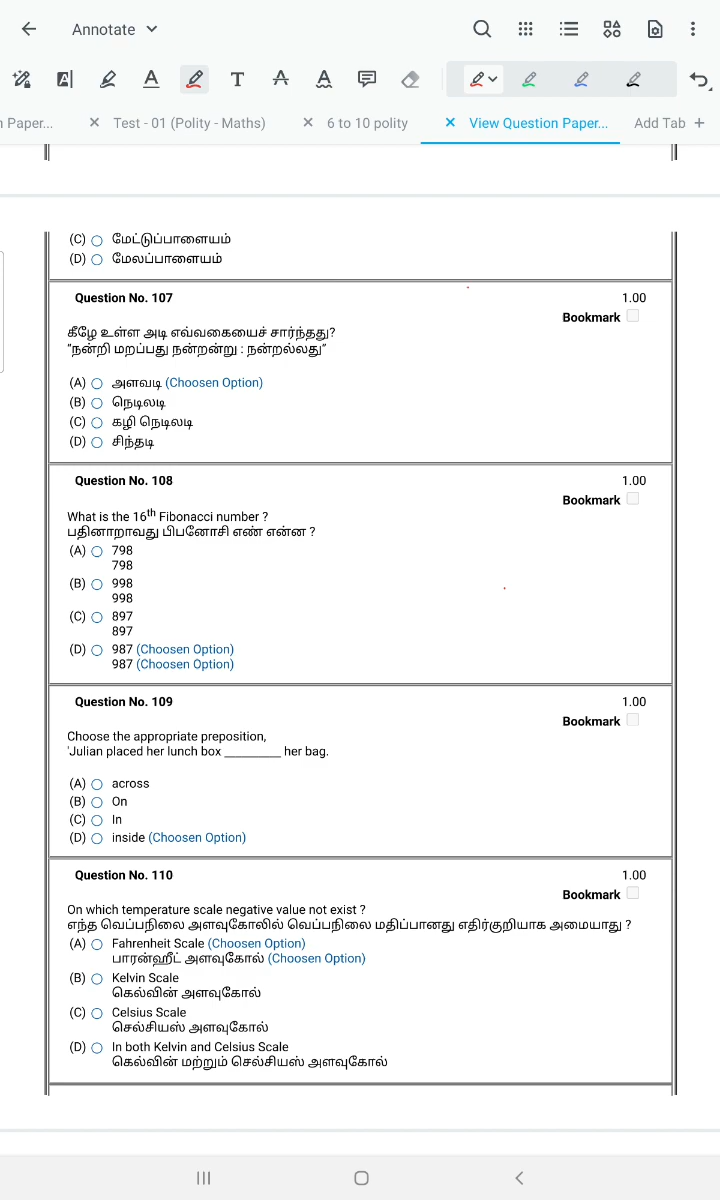 Annotate
n Paper...
Test - 01 (Polity - Maths)
6 to 10 polity
View Question Paper...
Add Tab +
(C) மேட்டுப்பாளையம்
(D) மேலப்பாளையம்
Question No. 107
1.00
Bookmark
கீழே உள்ள அடி எவ்வகையைச் சார்ந்தது?
"நன்றி மறப்பது நன்றன்று : நன்றல்லது"
(A) அளவடி (Choosen Option)
(B) நெடிலடி
(C) கழி நெடிலடி
(D) சிந்தடி
Question No. 108
1.00
Bookmark
What is the 16th Fibonacci number ?
பதினாறாவது பிபனோசி எண் என்ன ?
(A) 798
798
(B) 998
998
(C) 897
897
(D) 987 (Choosen Option)
987 (Choosen Option)
Question No. 109
1.00
Bookmark
Choose the appropriate preposition,
'Julian placed her lunch box _________ her bag.
(A) across
(B) On
(C) In
(D) inside (Choosen Option)
Question No. 110
1.00
Bookmark
On which temperature scale negative value not exist ?
எந்த வெப்பநிலை அளவுகோலில் வெப்பநிலை மதிப்பானது எதிர்குறியாக அமையாது ?
(A) Fahrenheit Scale (Choosen Option)
பாரன்ஹீட் அளவுகோல் (Choosen Option)
(B) Kelvin Scale
கெல்வின் அளவுகோல்
(C) Celsius Scale
செல்சியஸ் அளவுகோல்
(D) In both Kelvin and Celsius Scale
கெல்வின் மற்றும் செல்சியஸ் அளவுகோல்